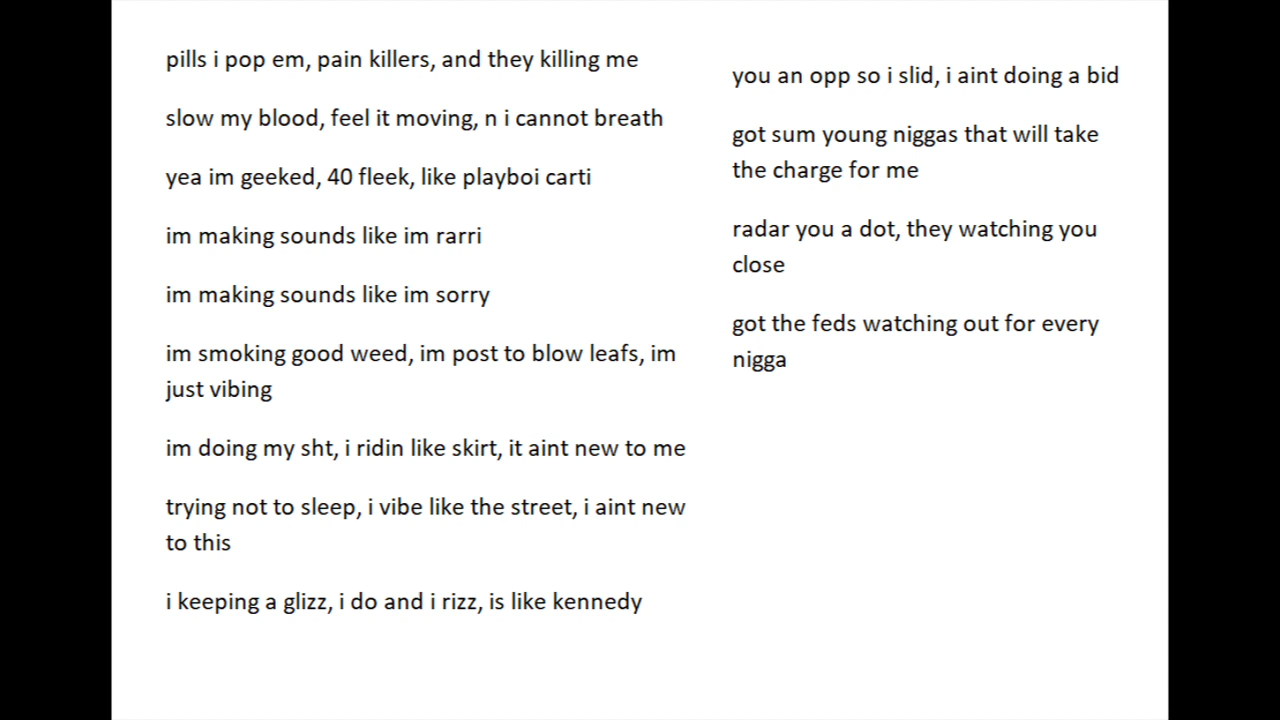 pills i pop em, pain killers, and they killing me
slow my blood, feel it moving, n i cannot breath
yea im geeked, 40 fleek, like playboi carti
im making sounds like im rarri
im making sounds like im sorry
im smoking good weed, im post to blow leafs, im
just vibing
im doing my sht, i ridin like skirt, it aint new to me
trying not to sleep, i vibe like the street, i aint new
to this
i keeping a glizz, i do and i rizz, is like kennedy
you an opp so i slid, i aint doing a bid
got sum young niggas that will take
the charge for me
radar you a dot, they watching you
close
got the feds watching out for every
nigga